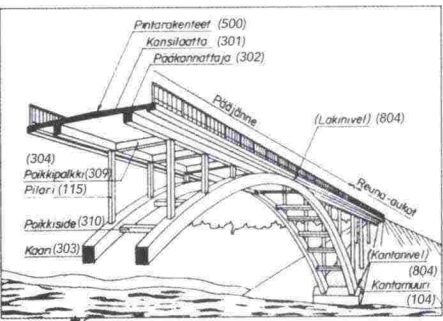 Pintarakenteet (500)
Kansilaatta (301)
Pääkannattaja (302)
Pääjänne
(Lakinivel) (804)
(304)
Poikkipalkki (309)
Pilari (115)
Reuna-aukot
Poikkiside (310)
Kaari (303)
(Kantanivel)
(804)
Kantamuuri
(104)